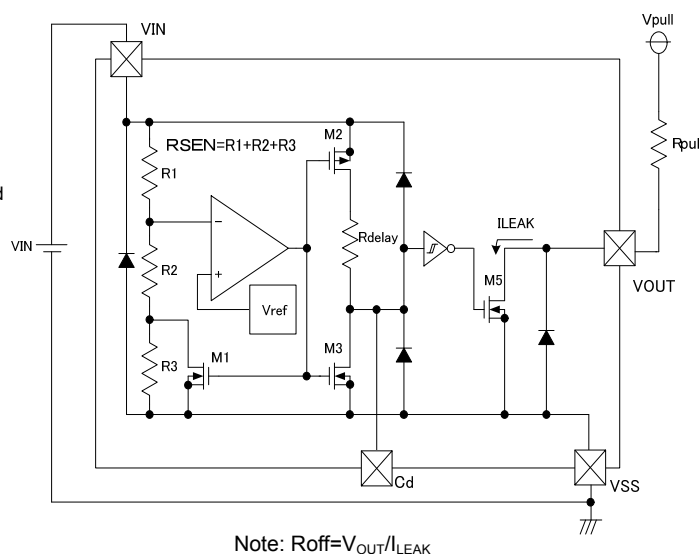 Vpull
VIN
Rpul
RSEN=R1+R2+R3
M2
R1
d
ILEAK
Rdelay
VIN
R2
M5
VOUT
Vref
M3
M1
R3
Cd
VSS
Note: Roff=VOUT/ILEAK